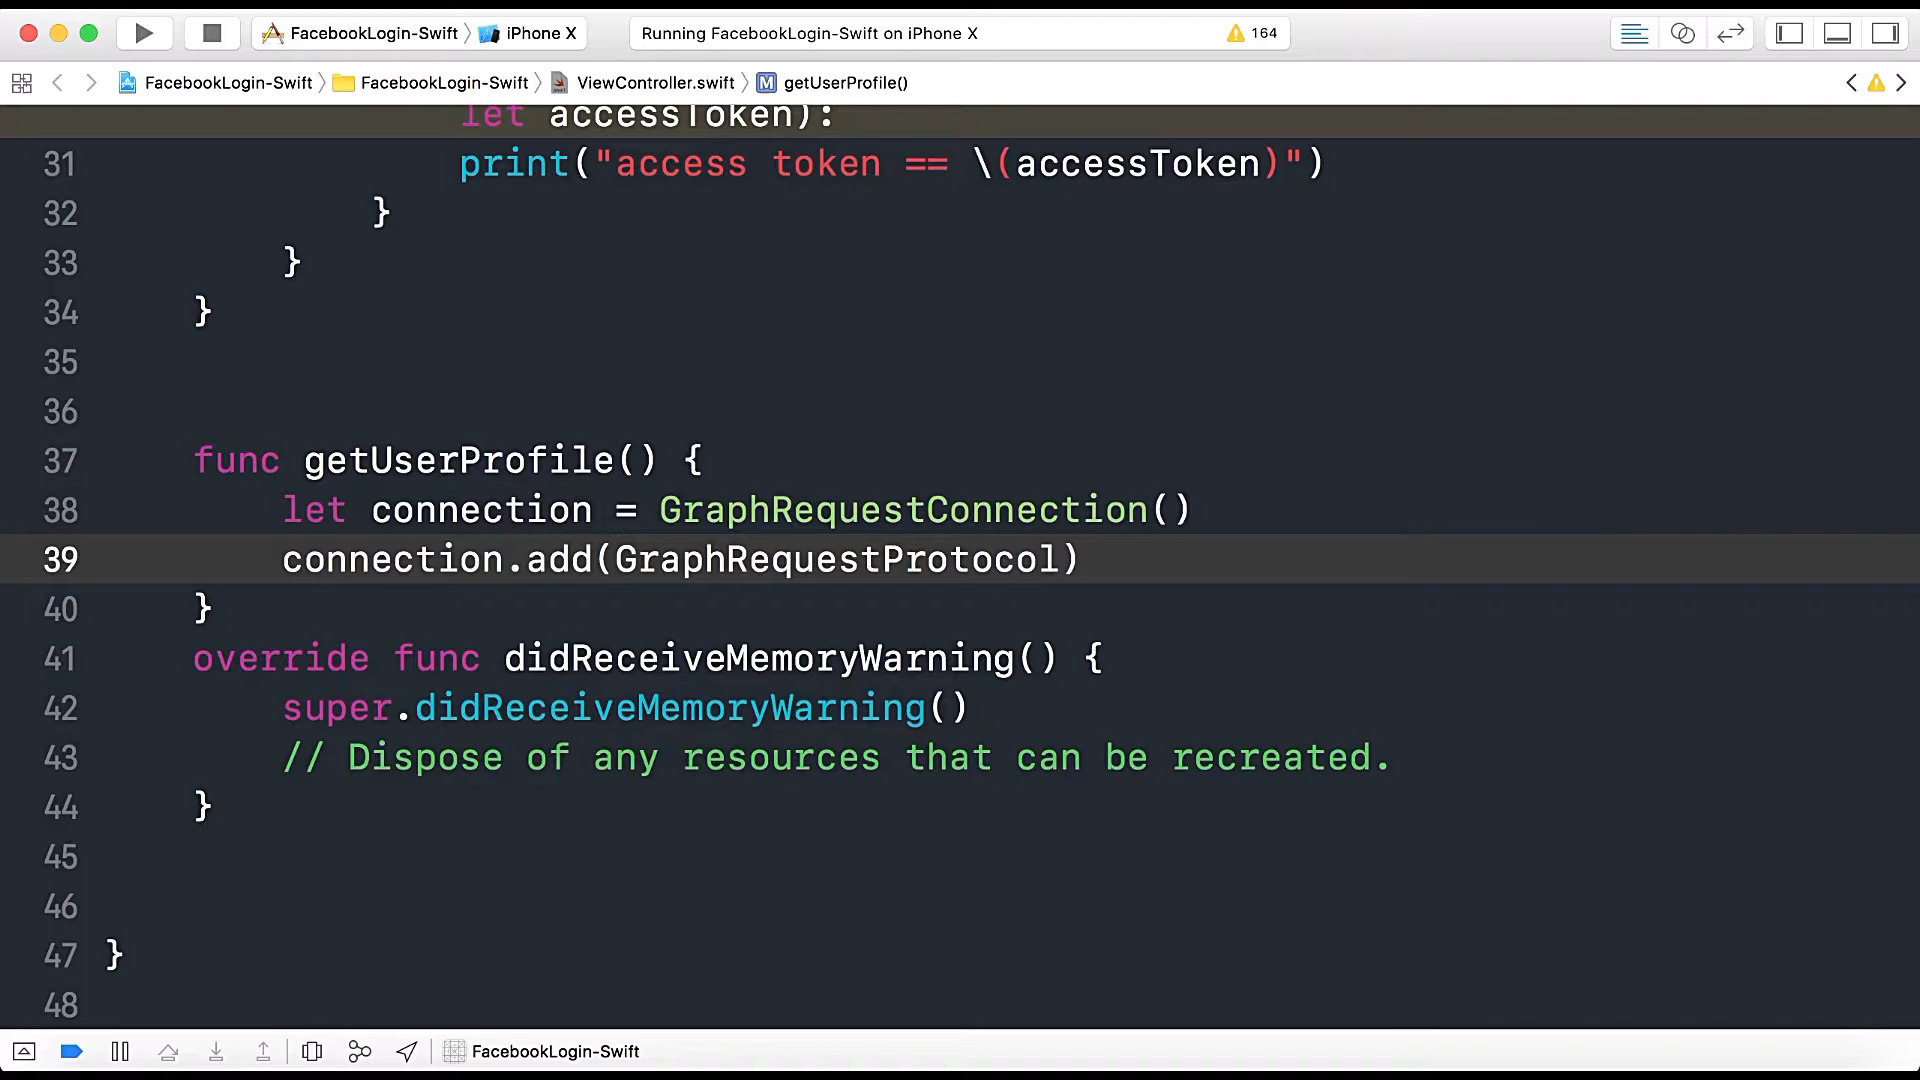 FacebookLogin-Swift iPhone X Running FacebookLogin-Swift on iPhone X 164
FacebookLogin-Swift FacebookLogin-Swift ViewController.swift M getUserProfile()
let accessToken):
31 print("access token == \(accessToken)")
32 }
33 }
34 }
35
36
37 func getUserProfile() {
38 let connection = GraphRequestConnection()
39 connection.add(GraphRequestProtocol)
40 }
41 override func didReceiveMemoryWarning() {
42 super.didReceiveMemoryWarning()
43 // Dispose of any resources that can be recreated.
44 }
45
46
47 }
48
FacebookLogin-Swift